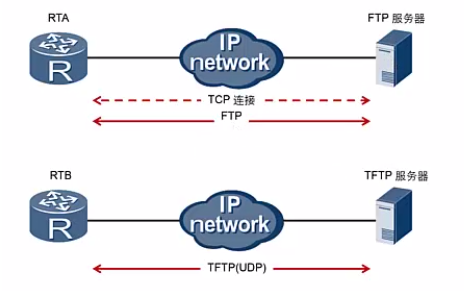 RTA
FTP 服务器
IP
network
R
TCP 连接
FTP
RTB
TFTP 服务器
IP
network
R
TFTP(UDP)